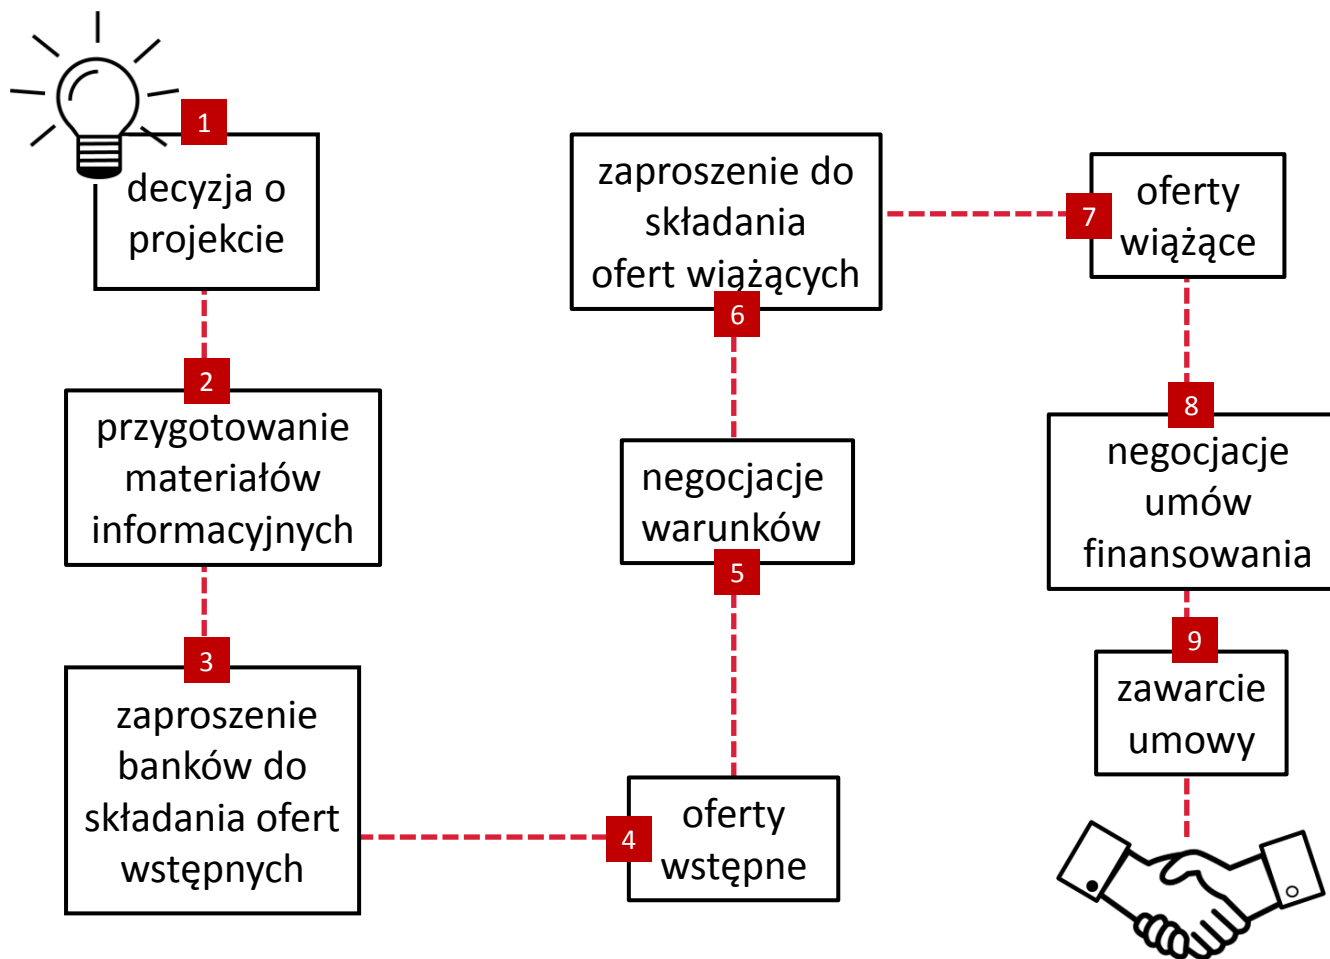 1
decyzja o
projekcie
2
przygotowanie
materiałów
informacyjnych
3
zaproszenie
banków do
składania ofert
wstępnych
4
oferty
wstępne
5
negocjacje
warunków
6
zaproszenie do
składania
ofert wiążących
7
oferty
wiążące
8
negocjacje
umów
finansowania
9
zawarcie
umowy